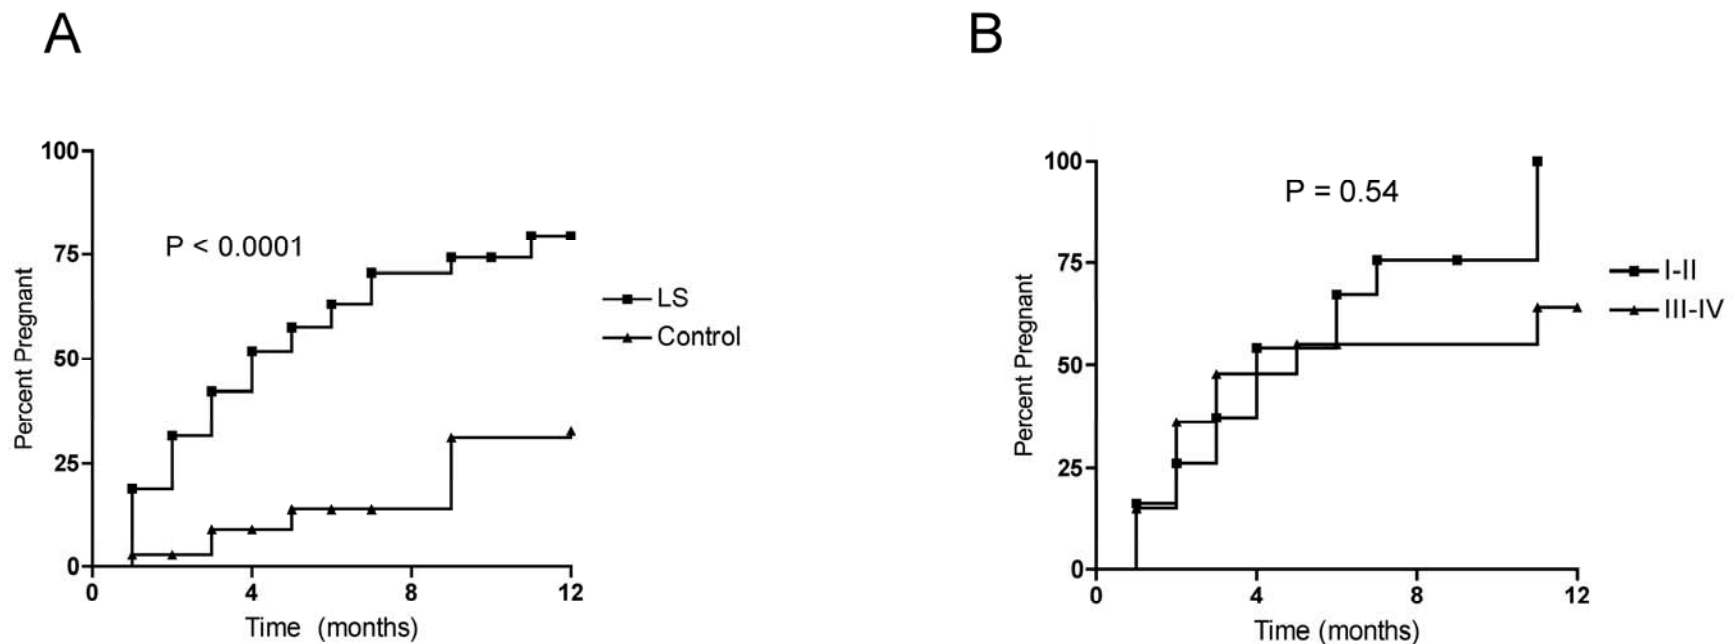 A
100
75
50
25
0
Percent Pregnant
P < 0.0001
LS
Control
0 4 8 12
Time (months)
B
100
75
50
25
0
Percent Pregnant
P = 0.54
I-II
III-IV
0 4 8 12
Time (months)